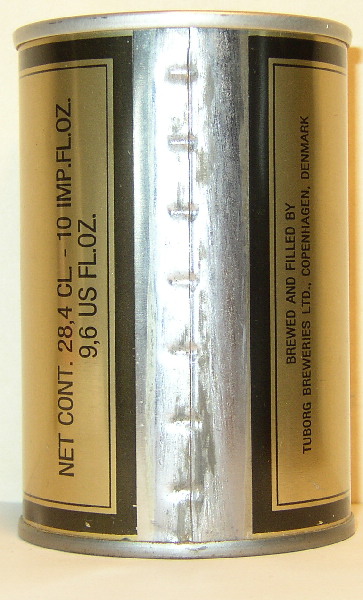 NET CONT. 28,4 CL. - 10 IMP.FL.OZ.
9,6 US FL.OZ.
BREWED AND FILLED BY
TUBORG BREWERIES LTD., COPENHAGEN, DENMARK